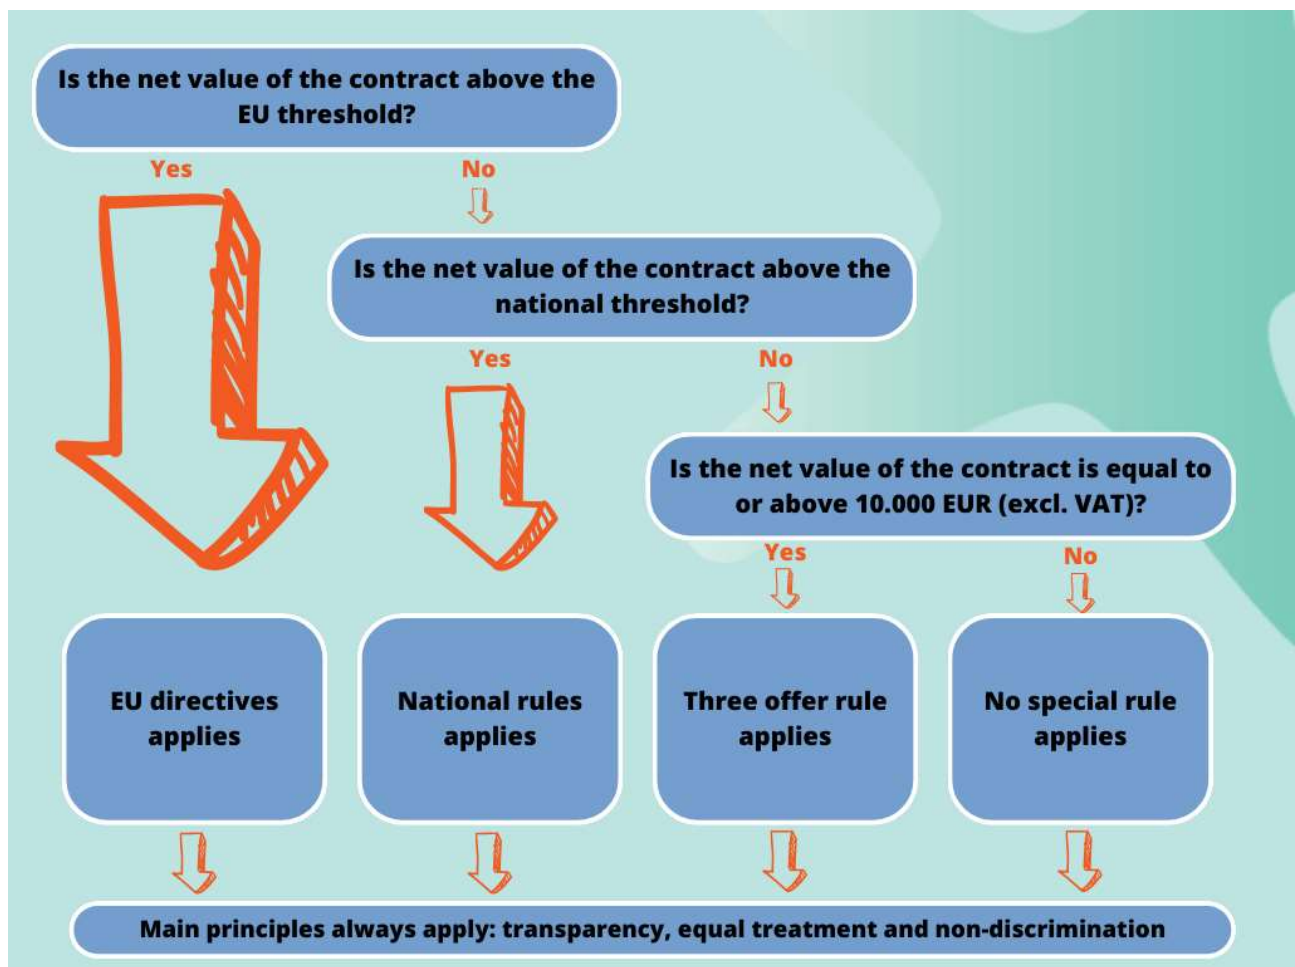 Is the net value of the contract above the
EU threshold?
Yes
No
Is the net value of the contract above the
national threshold?
Yes
No
Is the net value of the contract is equal to
or above 10.000 EUR (excl. VAT)?
Yes
No
EU directives
applies
National rules
applies
Three offer rule
applies
No special rule
applies
Main principles always apply: transparency, equal treatment and non-discrimination